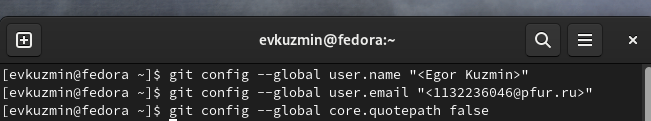 evkuzmin@fedora:~
[evkuzmin@fedora ~]$ git config --global user.name "<Egor Kuzmin>"
[evkuzmin@fedora ~]$ git config --global user.email "<1132236046@pfur.ru>"
[evkuzmin@fedora ~]$ git config --global core.quotepath false